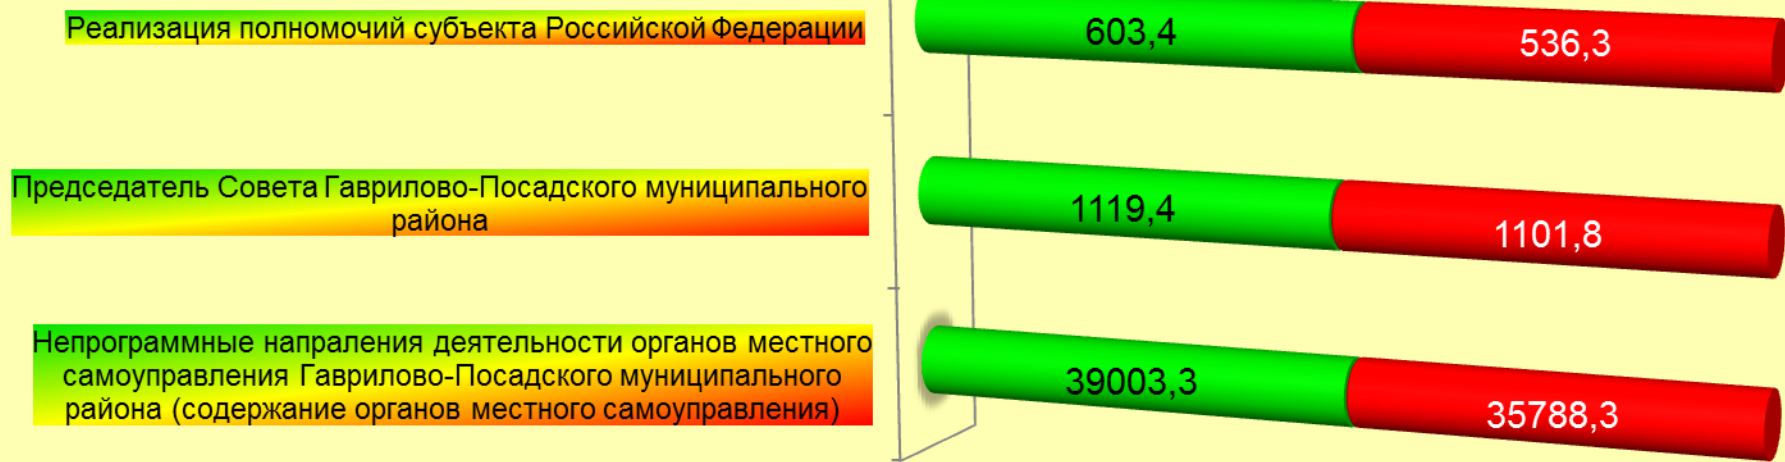 Реализация полномочий субъекта Российской Федерации
603,4
536,3
Председатель Совета Гаврилово-Посадского муниципального
района
1119,4
1101,8
Непрограммные напраления деятельности органов местного
самоуправления Гаврилово-Посадского муниципального
района (содержание органов местного самоуправления)
39003,3
35788,3